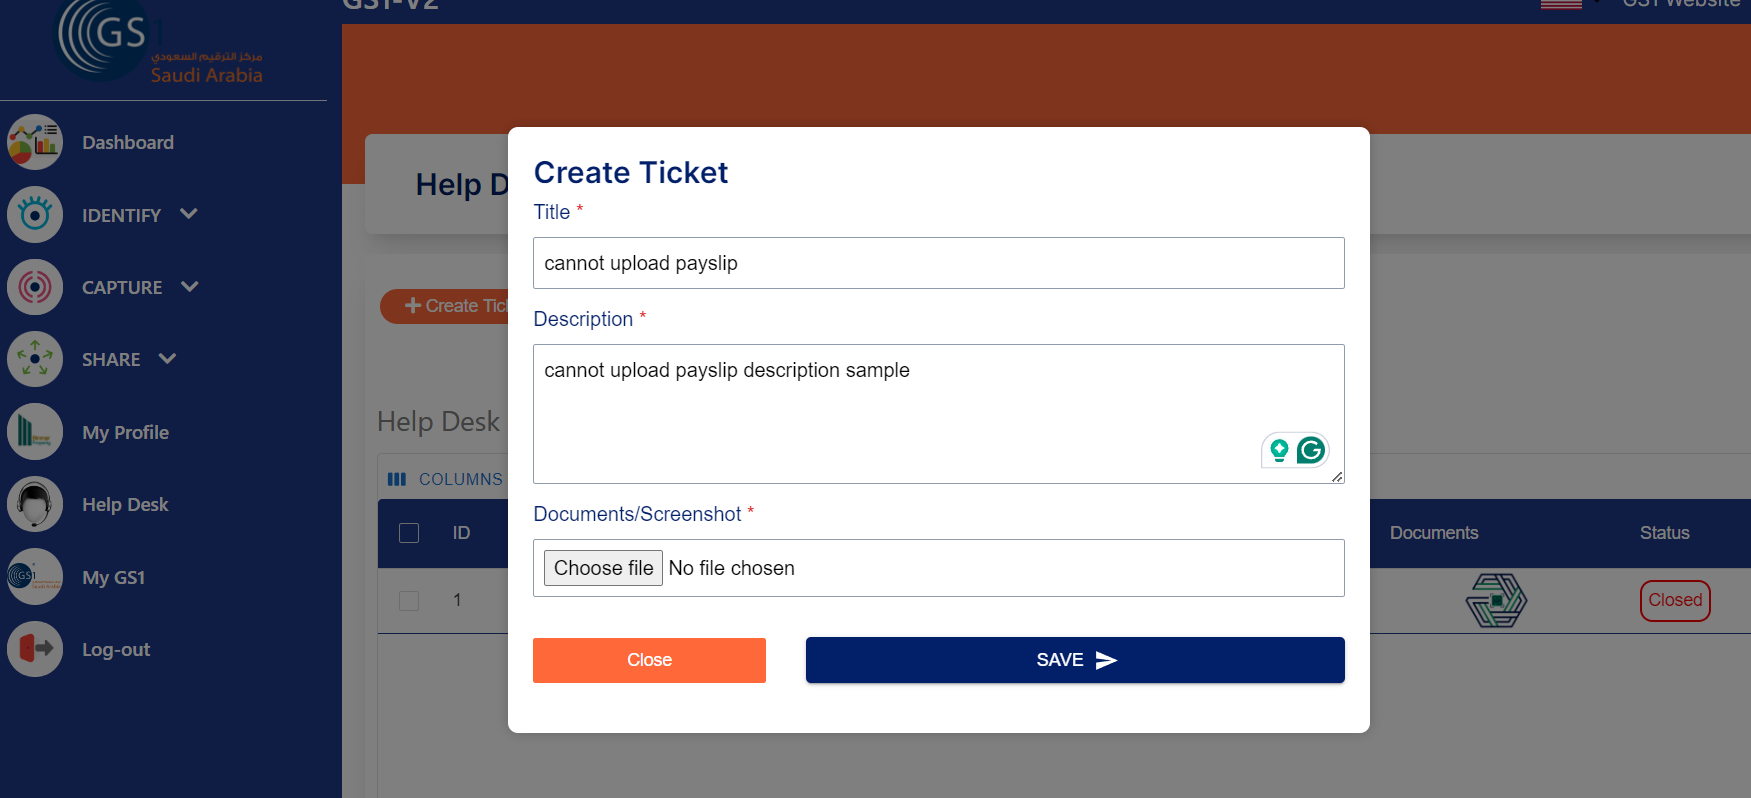 GS1-V2
GS1 Website
GS1
مركز الترقيم السعودي
Saudi Arabia
Dashboard
IDENTIFY
CAPTURE
SHARE
My Profile
Help Desk
My GS1
Log-out
Help D
Create Tic
Help Desk
COLUMNS
ID
Documents
Status
1
Closed
Create Ticket
Title *
cannot upload payslip
Description *
cannot upload payslip description sample
Documents/Screenshot *
Choose file No file chosen
Close
SAVE